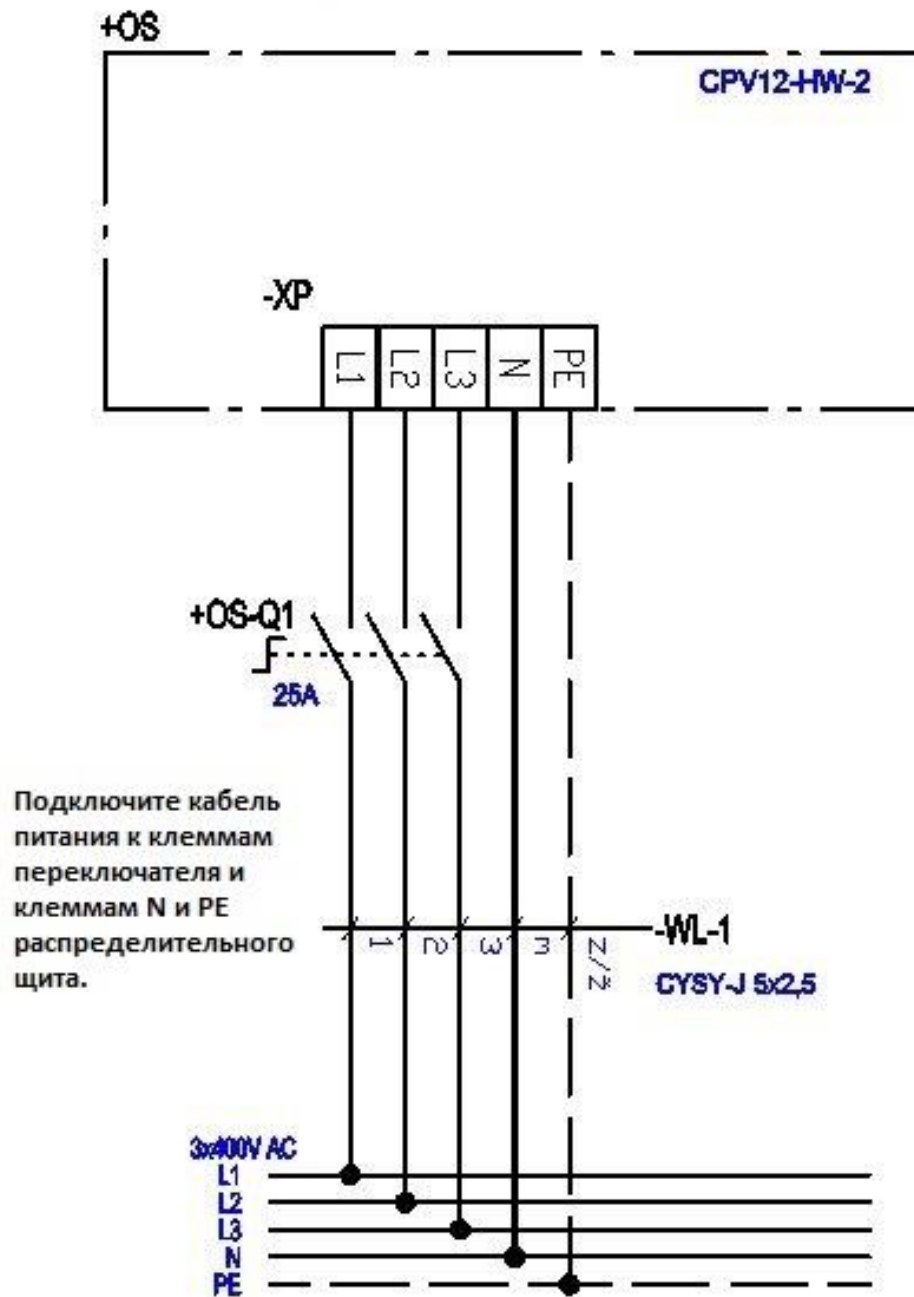 +OS
CPV12-HW-2
-XP
L1 L2 L3 N PE
+OS-Q1
25A
Подключите кабель
питания к клеммам
переключателя и
клеммам N и PE
распределительного
щита.
-WL-1
1 2 3 m z/ž
CYSY-J 5x2,5
3x400V AC
L1
L2
L3
N
PE